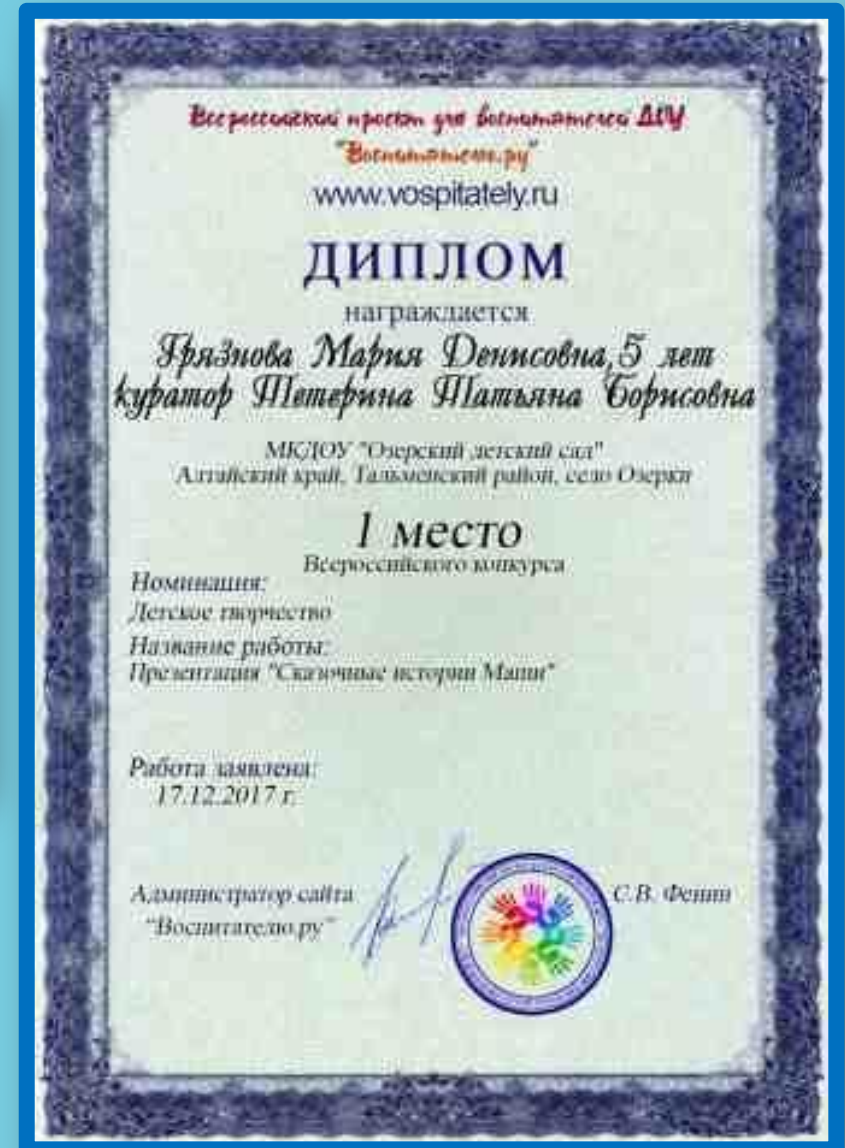 Всероссийский проект для воспитателей ДОУ
"Воспитателю.ру"
www.vospitately.ru
ДИПЛОМ
награждается
Грязнова Мария Денисовна, 5 лет
куратор Тетерина Татьяна Борисовна
МКДОУ "Озерский детский сад"
Алтайский край, Тальменский район, село Озерки
1 место
Всероссийского конкурса
Номинация:
Детское творчество
Название работы:
Презентация "Сказочные истории Маши"
Работа заявлена:
17.12.2017 г.
Администратор сайта
"Воспитателю.ру"
С.В. Фенин